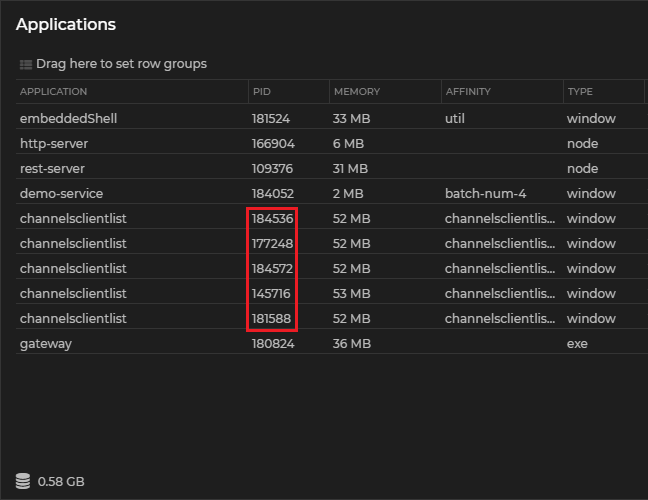 Applications
Drag here to set row groups
APPLICATION PID MEMORY AFFINITY TYPE
embeddedShell 181524 33 MB util window
http-server 166904 6 MB node
rest-server 109376 31 MB node
demo-service 184052 2 MB batch-num-4 window
channelsclientlist 184536 52 MB channelsclientlis... window
channelsclientlist 177248 52 MB channelsclientlis... window
channelsclientlist 184572 52 MB channelsclientlis... window
channelsclientlist 145716 53 MB channelsclientlis... window
channelsclientlist 181588 52 MB channelsclientlis... window
gateway 180824 36 MB exe
0.58 GB